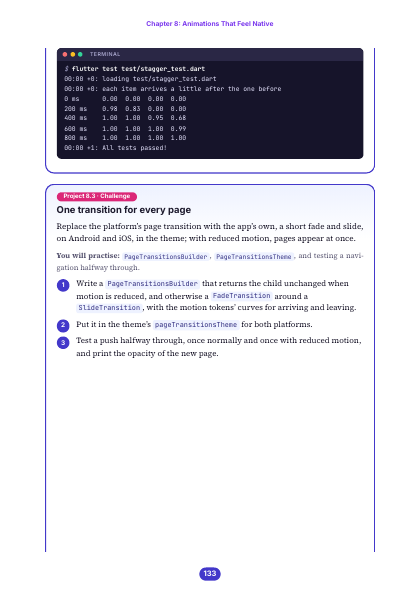 Chapter 8: Animations That Feel Native
TERMINAL
$ flutter test test/stagger_test.dart
00:00 +0: loading test/stagger_test.dart
00:00 +0: each item arrives a little after the one before
0 ms 0.00 0.00 0.00 0.00
200 ms 0.98 0.83 0.00 0.00
400 ms 1.00 1.00 0.95 0.68
600 ms 1.00 1.00 1.00 0.99
800 ms 1.00 1.00 1.00 1.00
00:00 +1: All tests passed!
Project 8.3 · Challenge
One transition for every page
Replace the platform's page transition with the app's own, a short fade and slide,
on Android and iOS, in the theme; with reduced motion, pages appear at once.
You will practise: PageTransitionsBuilder, PageTransitionsTheme, and testing a navi-
gation halfway through.
1 Write a PageTransitionsBuilder that returns the child unchanged when
motion is reduced, and otherwise a FadeTransition around a
SlideTransition, with the motion tokens' curves for arriving and leaving.
2 Put it in the theme's pageTransitionsTheme for both platforms.
3 Test a push halfway through, once normally and once with reduced motion,
and print the opacity of the new page.
133